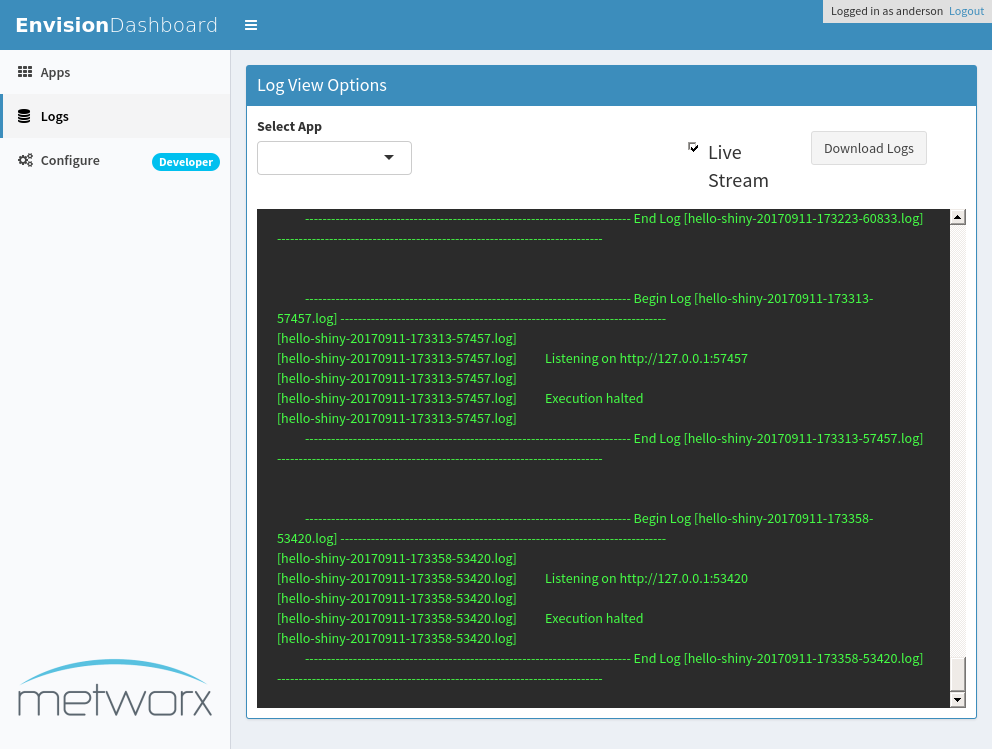 EnvisionDashboard
Logged in as anderson Logout
Apps
Logs
Configure Developer
Log View Options
Select App
Live
Stream
Download Logs
--------------------------------------------------------------------------- End Log [hello-shiny-20170911-173223-60833.log]
---------------------------------------------------------------------------
--------------------------------------------------------------------------- Begin Log [hello-shiny-20170911-173313-
57457.log] ---------------------------------------------------------------------------
[hello-shiny-20170911-173313-57457.log]
[hello-shiny-20170911-173313-57457.log] Listening on http://127.0.0.1:57457
[hello-shiny-20170911-173313-57457.log]
[hello-shiny-20170911-173313-57457.log] Execution halted
[hello-shiny-20170911-173313-57457.log]
--------------------------------------------------------------------------- End Log [hello-shiny-20170911-173313-57457.log]
---------------------------------------------------------------------------
--------------------------------------------------------------------------- Begin Log [hello-shiny-20170911-173358-
53420.log] ---------------------------------------------------------------------------
[hello-shiny-20170911-173358-53420.log]
[hello-shiny-20170911-173358-53420.log] Listening on http://127.0.0.1:53420
[hello-shiny-20170911-173358-53420.log]
[hello-shiny-20170911-173358-53420.log] Execution halted
[hello-shiny-20170911-173358-53420.log]
--------------------------------------------------------------------------- End Log [hello-shiny-20170911-173358-53420.log]
---------------------------------------------------------------------------
metworx